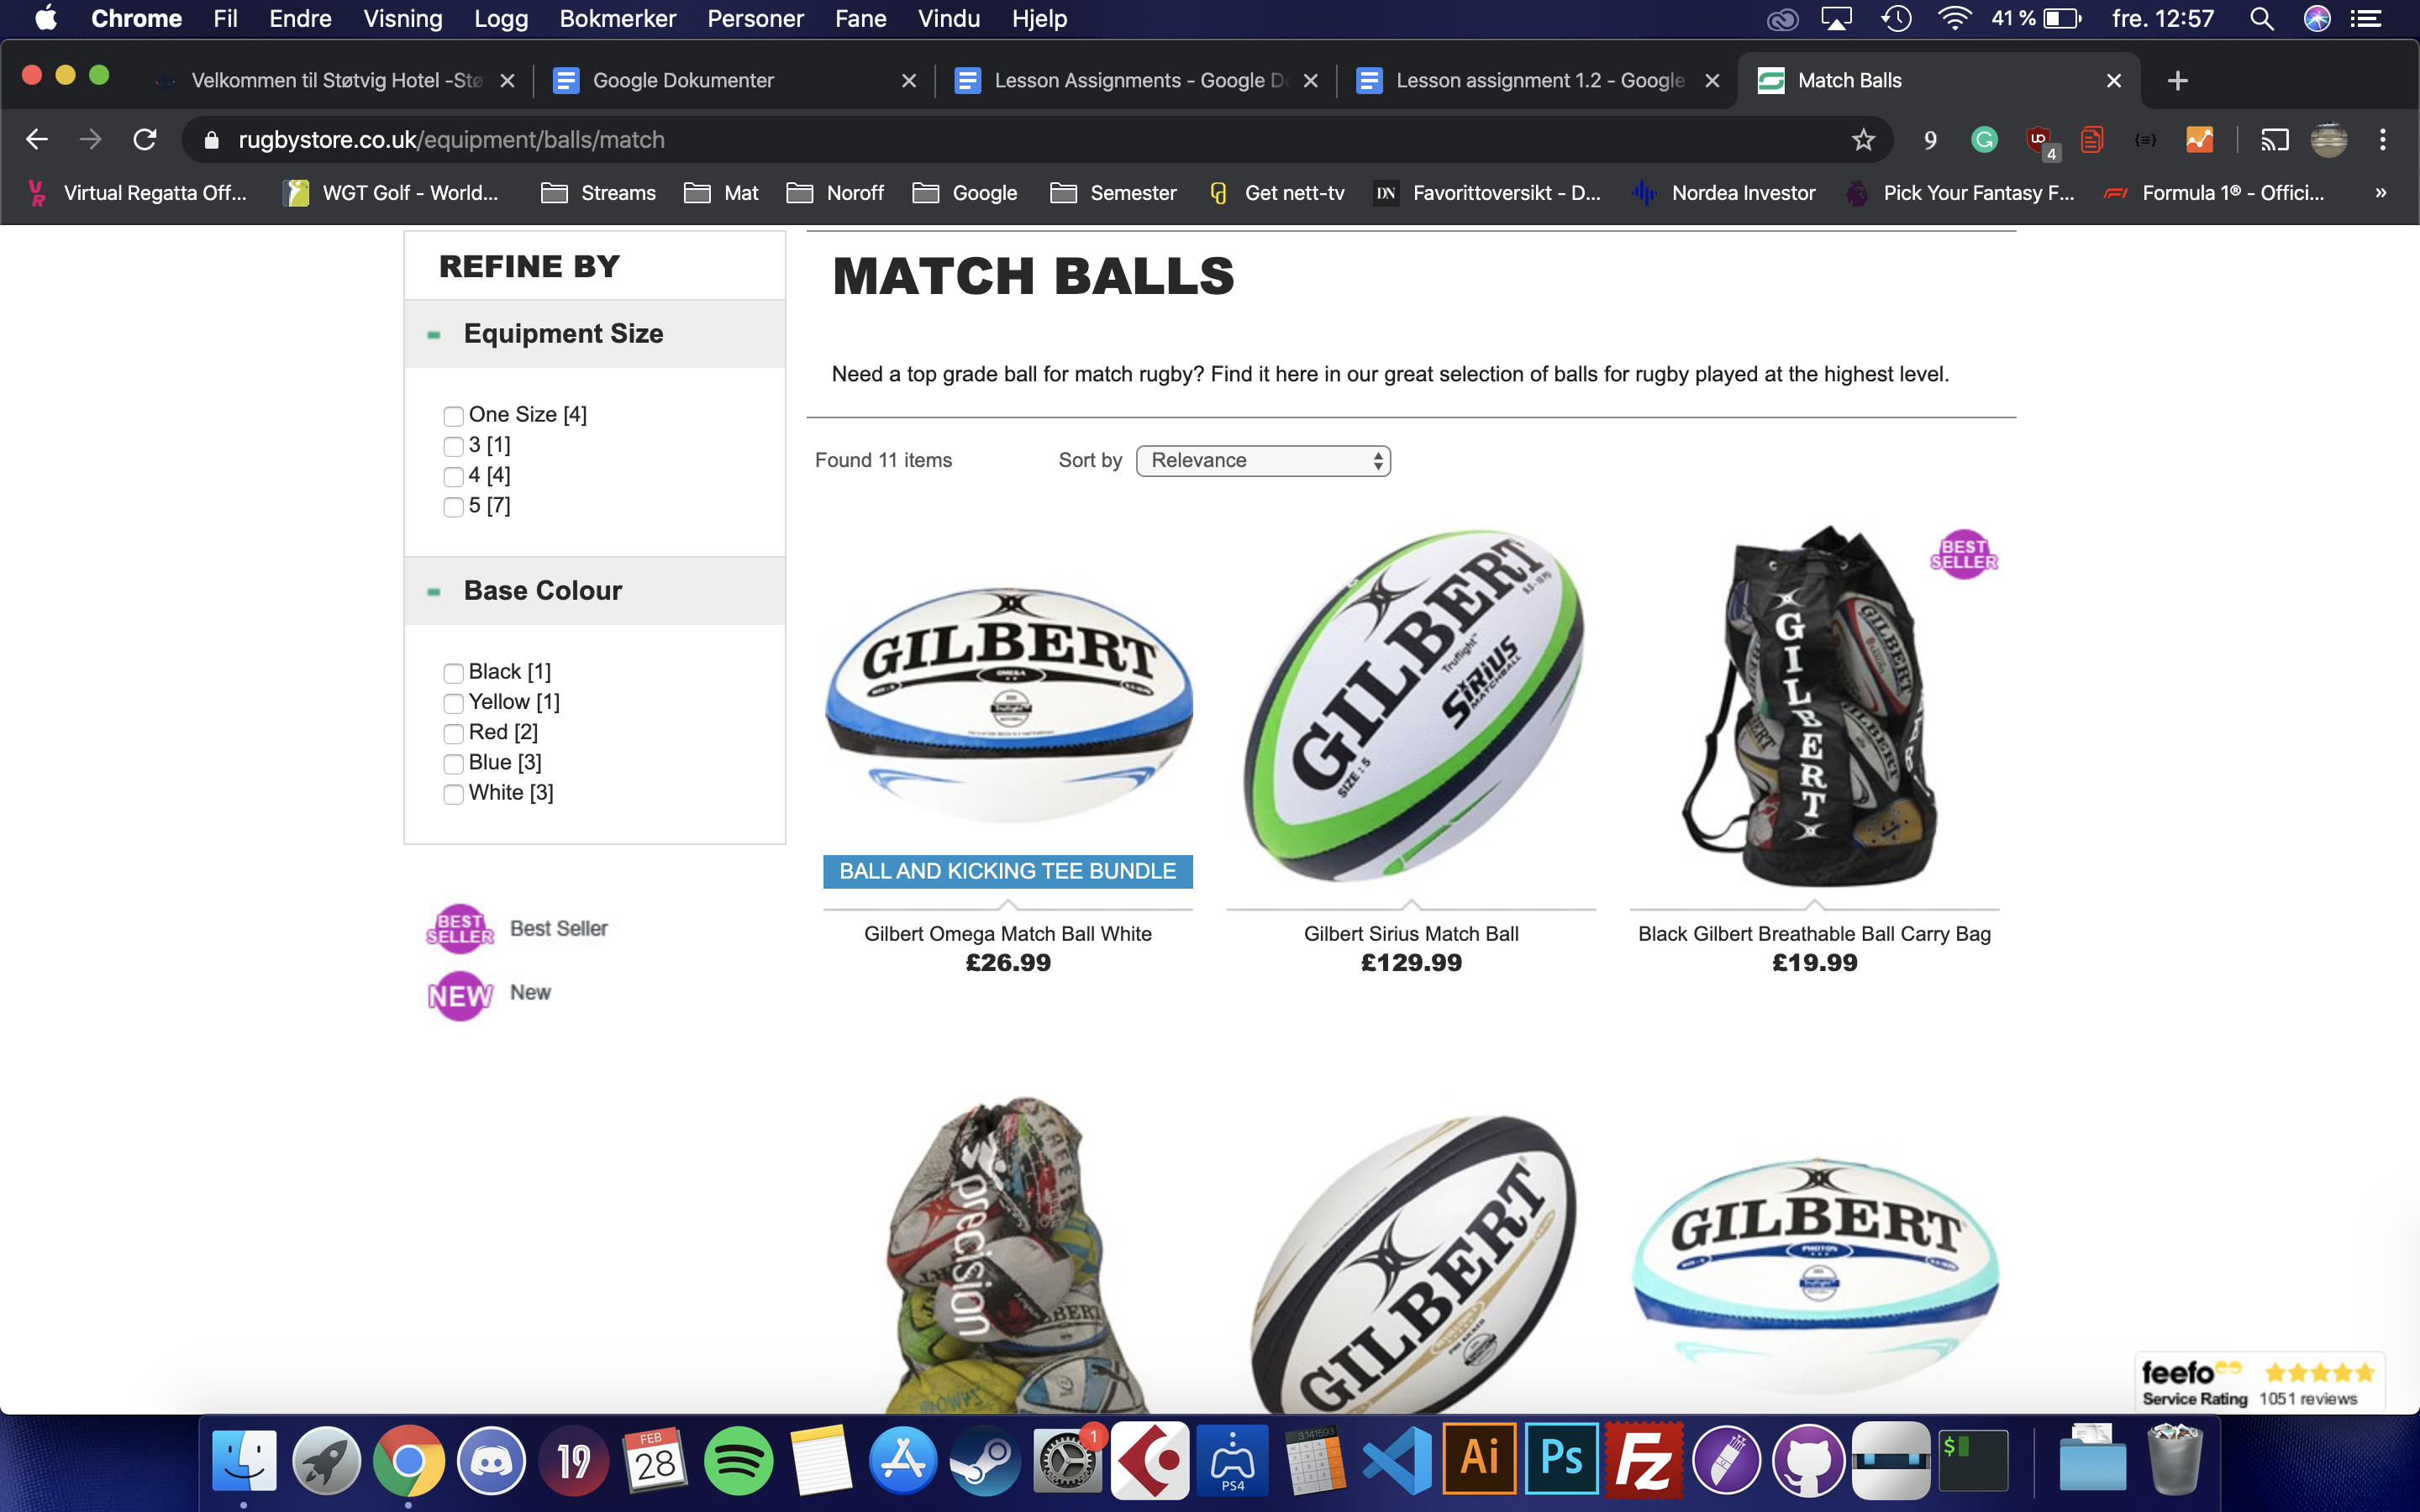 Chrome Fil Endre Visning Logg Bokmerker Personer Fane Vindu Hjelp 41 % fre. 12:57
Velkommen til Støtvig Hotel -Stø Google Dokumenter Lesson Assignments - Google D Lesson assignment 1.2 - Google Match Balls
rugbystore.co.uk/equipment/balls/match 9 4
Virtual Regatta Off... WGT Golf - World... Streams Mat Noroff Google Semester Get nett-tv DN Favorittoversikt - D... Nordea Investor Pick Your Fantasy F... Formula 1® - Offici... »
REFINE BY
Equipment Size
One Size [4]
3 [1]
4 [4]
5 [7]
Base Colour
Black [1]
Yellow [1]
Red [2]
Blue [3]
White [3]
BEST SELLER Best Seller
NEW New
MATCH BALLS
Need a top grade ball for match rugby? Find it here in our great selection of balls for rugby played at the highest level.
Found 11 items Sort by Relevance
GILBERT
OMEGA
BALL AND KICKING TEE BUNDLE
Gilbert Omega Match Ball White
£26.99
GILBERT
Truflight
SIRIUS
MATCHBALL
SIZE : 5
Gilbert Sirius Match Ball
£129.99
BEST
SELLER
GILBERT
Black Gilbert Breathable Ball Carry Bag
£19.99
precision
GILBERT
GILBERT
PHOTON
feefo
Service Rating 1051 reviews
19 FEB 28 1 PS4 3.141593 Ai Ps Fz $